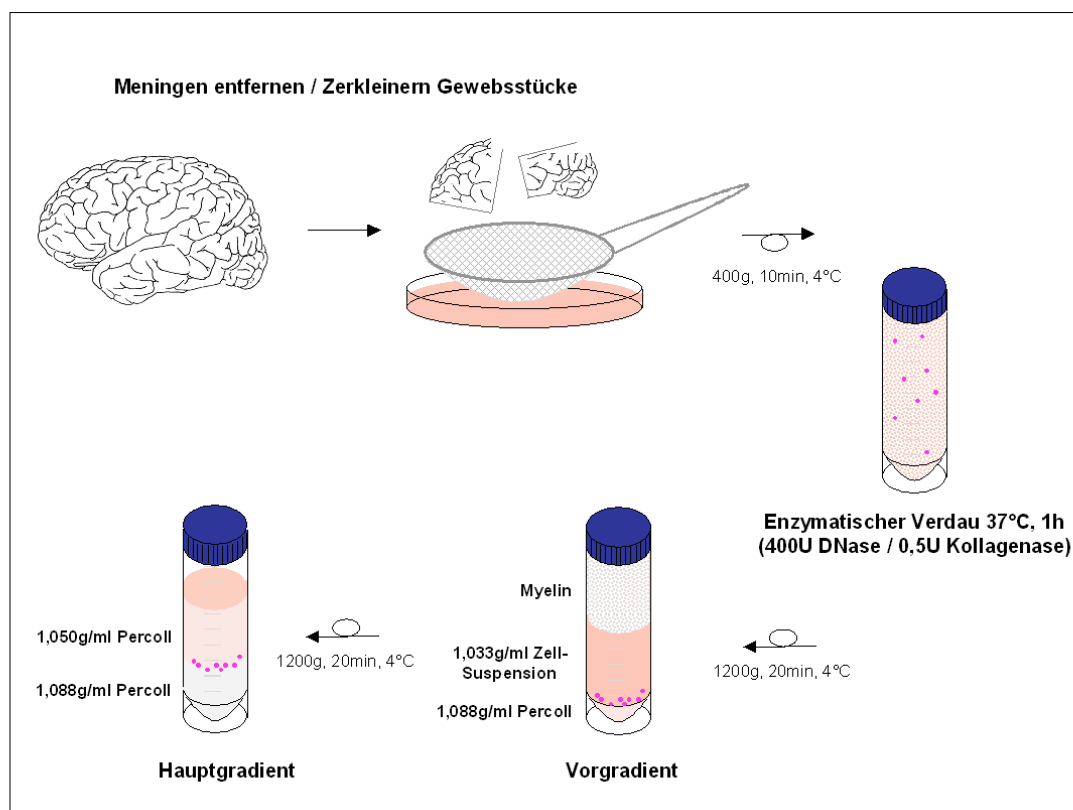 Meningen entfernen / Zerkleinern Gewebsstücke
400g, 10min, 4°C
Enzymatischer Verdau 37°C, 1h
(400U DNase / 0,5U Kollagenase)
1200g, 20min, 4°C
Myelin
1,033g/ml Zell-
Suspension
1,088g/ml Percoll
Vorgradient
1200g, 20min, 4°C
1,050g/ml Percoll
1,088g/ml Percoll
Hauptgradient